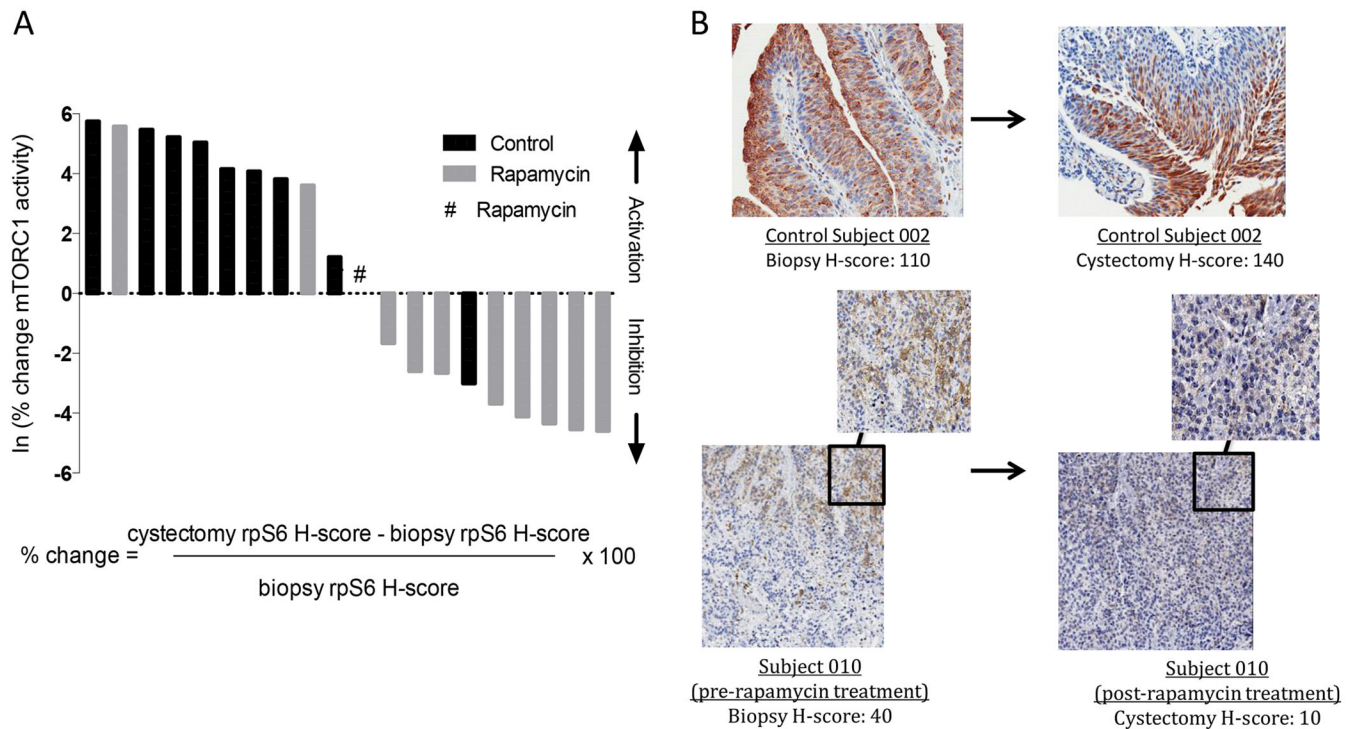 A
6
4
2
0
-2
-4
-6
ln (% change mTORC1 activity)
Control
Rapamycin
# Rapamycin
#
Activation
Inhibition
% change =
cystectomy rpS6 H-score - biopsy rpS6 H-score
biopsy rpS6 H-score
x 100
B
Control Subject 002
Biopsy H-score: 110
Control Subject 002
Cystectomy H-score: 140
Subject 010
(pre-rapamycin treatment)
Biopsy H-score: 40
Subject 010
(post-rapamycin treatment)
Cystectomy H-score: 10